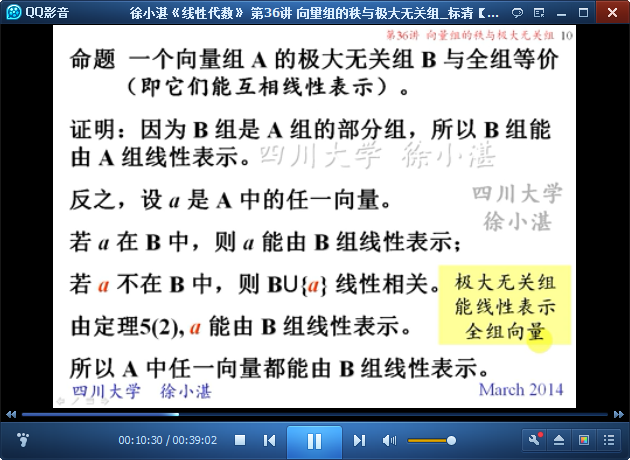 QQ影音
徐小湛《线性代数》 第36讲 向量组的秩与极大无关组_标清【...
第36讲 向量组的秩与极大无关组 10
命题 一个向量组 A 的极大无关组 B 与全组等价
（即它们能互相线性表示）。
证明：因为 B 组是 A 组的部分组，所以 B 组能
由 A 组线性表示。
四川大学 徐小湛
反之，设 a 是 A 中的任一向量。
四川大学
徐小湛
若 a 在 B 中，则 a 能由 B 组线性表示；
若 a 不在 B 中，则 B∪{a} 线性相关。
由定理5(2), a 能由 B 组线性表示。
极大无关组
能线性表示
全组向量
所以 A 中任一向量都能由 B 组线性表示。
四川大学 徐小湛
March 2014
00:10:30 / 00:39:02